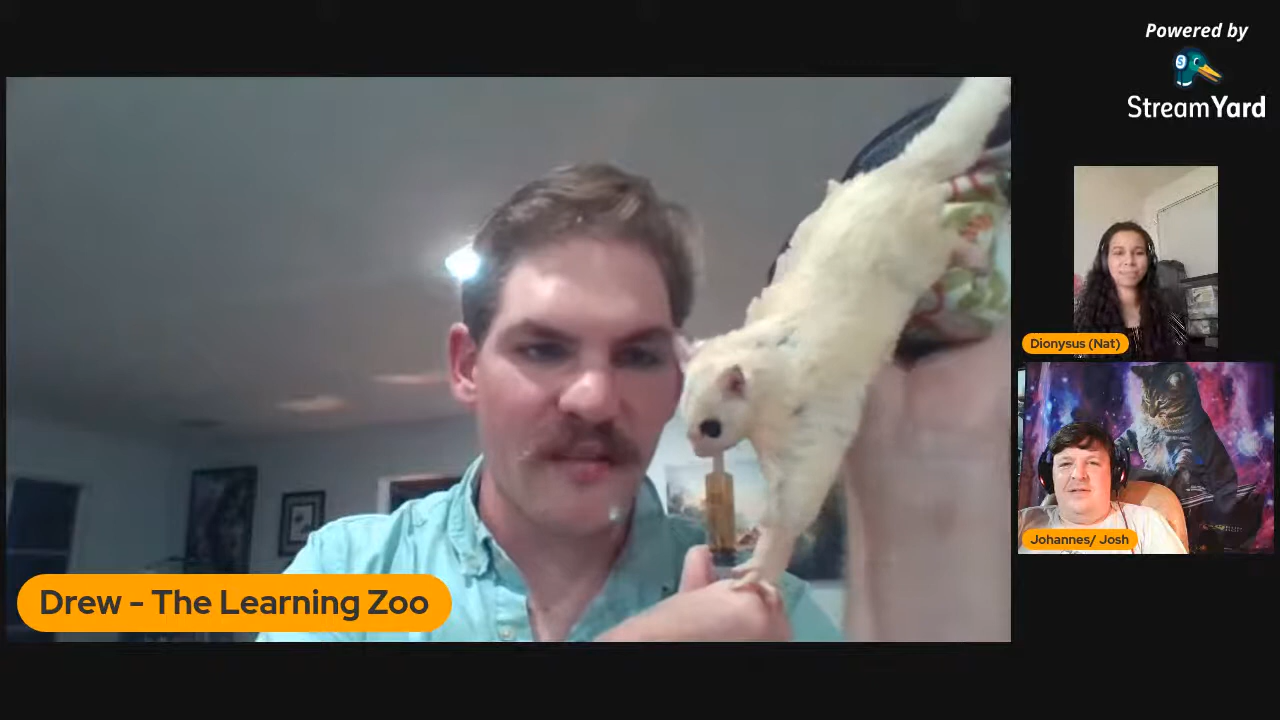 Powered by
StreamYard
Dionysus (Nat)
Johannes/ Josh
Drew - The Learning Zoo